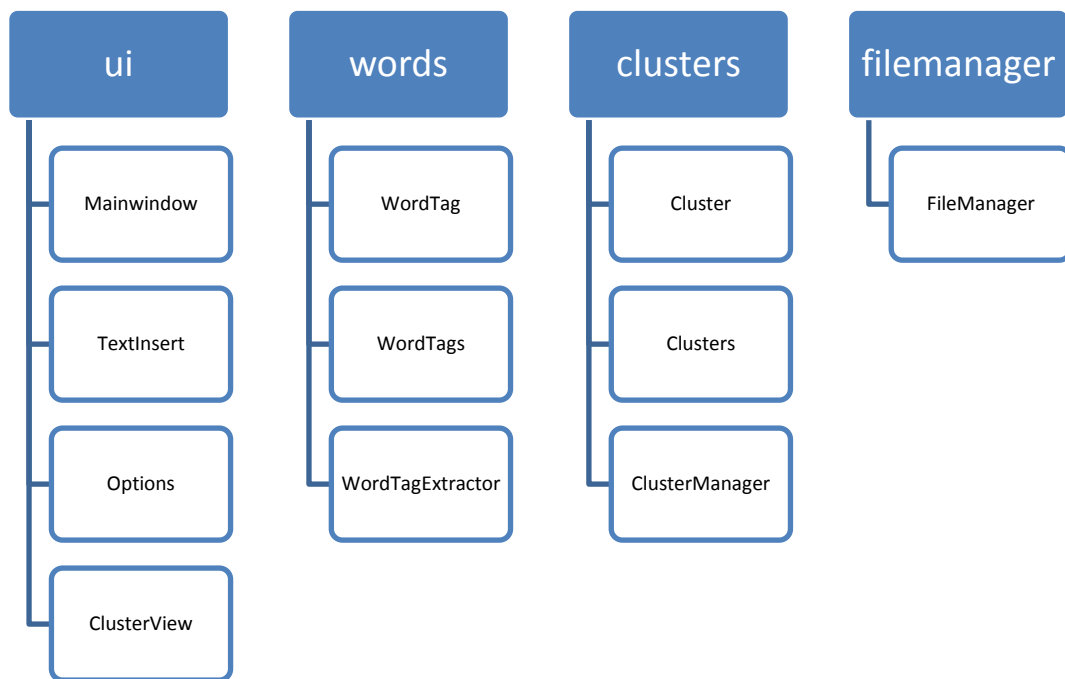 ui
Mainwindow
TextInsert
Options
ClusterView
words
WordTag
WordTags
WordTagExtractor
clusters
Cluster
Clusters
ClusterManager
filemanager
FileManager